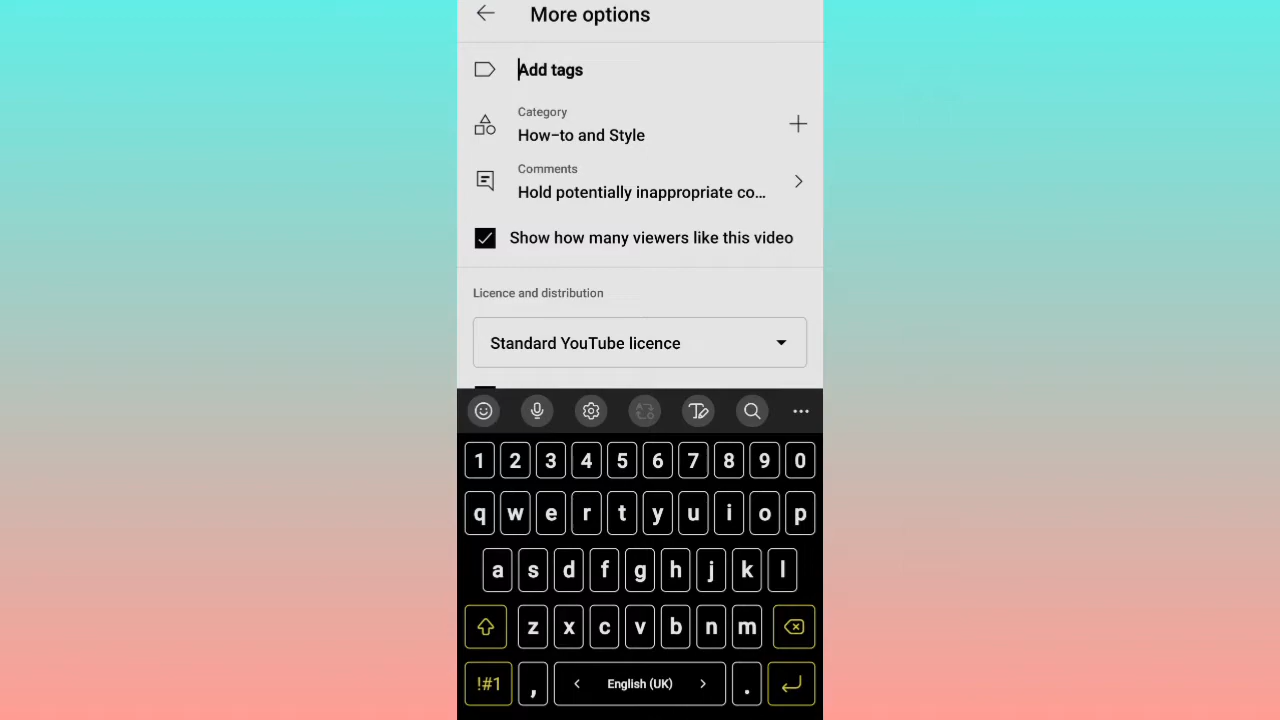 More options
Add tags
Category
How-to and Style
Comments
Hold potentially inappropriate co...
Show how many viewers like this video
Licence and distribution
Standard YouTube licence
1 2 3 4 5 6 7 8 9 0
q w e r t y u i o p
a s d f g h j k l
z x c v b n m
!#1 , < English (UK) > .